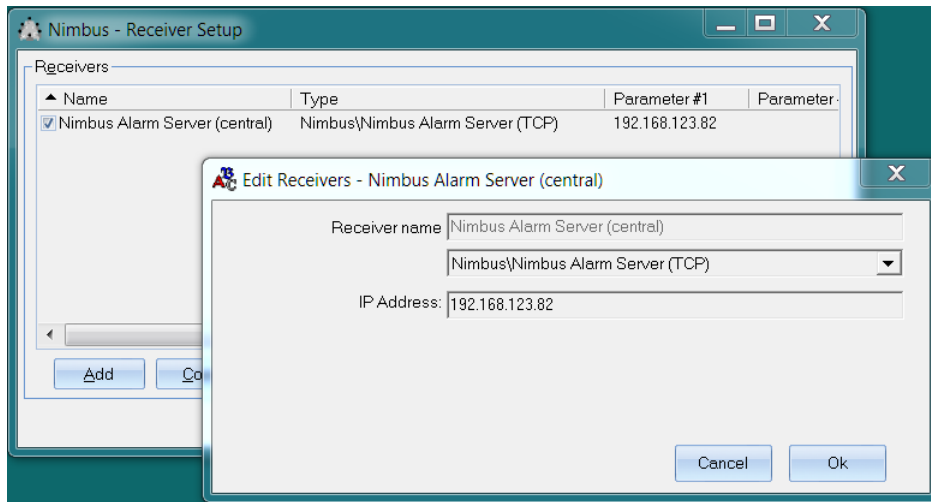 Nimbus - Receiver Setup
Receivers
Name Type Parameter #1 Parameter
Nimbus Alarm Server (central) Nimbus\Nimbus Alarm Server (TCP) 192.168.123.82
Edit Receivers - Nimbus Alarm Server (central)
Receiver name Nimbus Alarm Server (central)
Nimbus\Nimbus Alarm Server (TCP)
IP Address: 192.168.123.82
Add Co
Cancel Ok